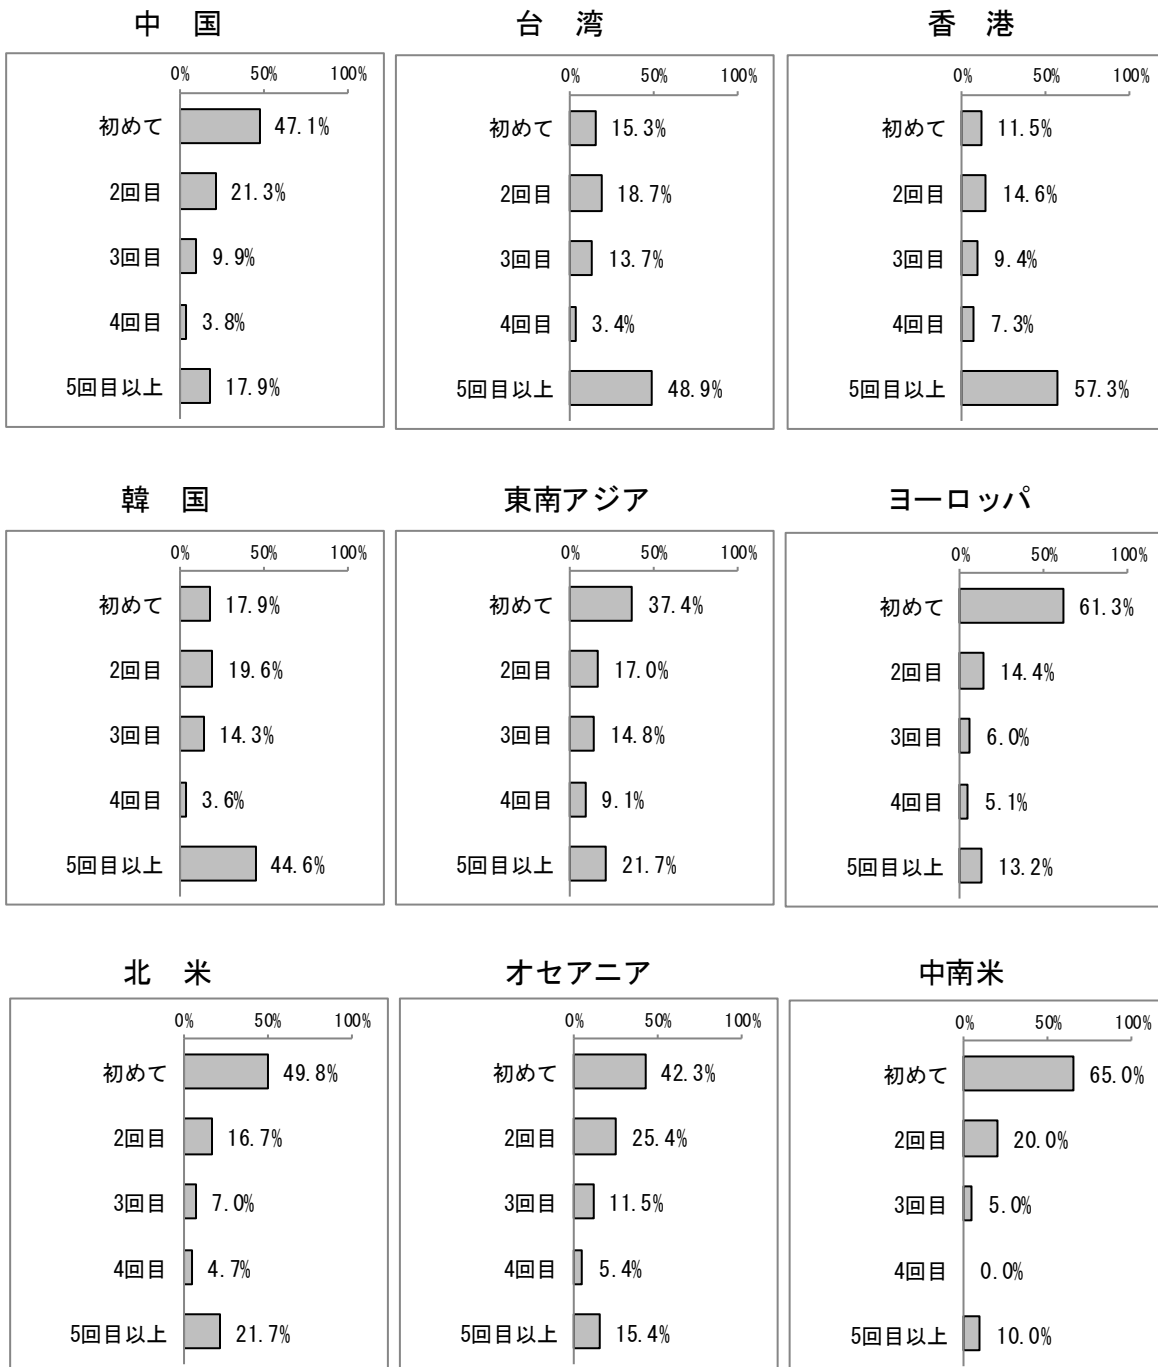 中　国
0% 50% 100%
初めて 47.1%
2回目 21.3%
3回目 9.9%
4回目 3.8%
5回目以上 17.9%
台　湾
0% 50% 100%
初めて 15.3%
2回目 18.7%
3回目 13.7%
4回目 3.4%
5回目以上 48.9%
香　港
0% 50% 100%
初めて 11.5%
2回目 14.6%
3回目 9.4%
4回目 7.3%
5回目以上 57.3%
韓　国
0% 50% 100%
初めて 17.9%
2回目 19.6%
3回目 14.3%
4回目 3.6%
5回目以上 44.6%
東南アジア
0% 50% 100%
初めて 37.4%
2回目 17.0%
3回目 14.8%
4回目 9.1%
5回目以上 21.7%
ヨーロッパ
0% 50% 100%
初めて 61.3%
2回目 14.4%
3回目 6.0%
4回目 5.1%
5回目以上 13.2%
北　米
0% 50% 100%
初めて 49.8%
2回目 16.7%
3回目 7.0%
4回目 4.7%
5回目以上 21.7%
オセアニア
0% 50% 100%
初めて 42.3%
2回目 25.4%
3回目 11.5%
4回目 5.4%
5回目以上 15.4%
中南米
0% 50% 100%
初めて 65.0%
2回目 20.0%
3回目 5.0%
4回目 0.0%
5回目以上 10.0%